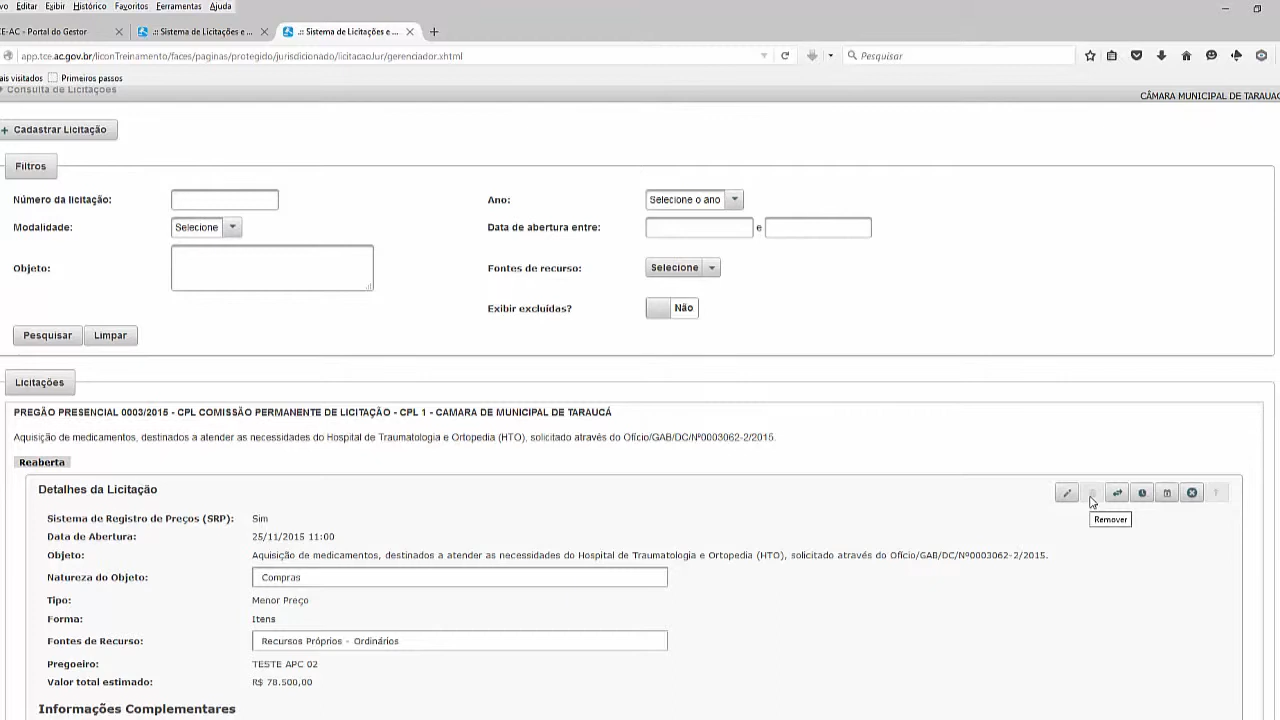 vo Editar Exibir Histórico Favoritos Ferramentas Ajuda
CE-AC - Portal do Gestor
.:: Sistema de Licitações e ...
.:: Sistema de Licitações e ...
app.tce.ac.gov.br/liconTreinamento/faces/paginas/protegido/jurisdicionado/licitacaoJur/gerenciador.xhtml
Pesquisar
ais visitados Primeiros passos
Consulta de Licitações
CÂMARA MUNICIPAL DE TARAUAC
+ Cadastrar Licitação
Filtros
Número da licitação:
Ano: Selecione o ano
Modalidade: Selecione
Data de abertura entre: e
Objeto:
Fontes de recurso: Selecione
Exibir excluídas? Não
Pesquisar Limpar
Licitações
PREGÃO PRESENCIAL 0003/2015 - CPL COMISSÃO PERMANENTE DE LICITAÇÃO - CPL 1 - CAMARA DE MUNICIPAL DE TARAUCÁ
Aquisição de medicamentos, destinados a atender as necessidades do Hospital de Traumatologia e Ortopedia (HTO), solicitado através do Ofício/GAB/DC/Nº0003062-2/2015.
Reaberta
Detalhes da Licitação
Remover
Sistema de Registro de Preços (SRP): Sim
Data de Abertura: 25/11/2015 11:00
Objeto: Aquisição de medicamentos, destinados a atender as necessidades do Hospital de Traumatologia e Ortopedia (HTO), solicitado através do Ofício/GAB/DC/Nº0003062-2/2015.
Natureza do Objeto: Compras
Tipo: Menor Preço
Forma: Itens
Fontes de Recurso: Recursos Próprios - Ordinários
Pregoeiro: TESTE APC 02
Valor total estimado: R$ 78.500,00
Informações Complementares